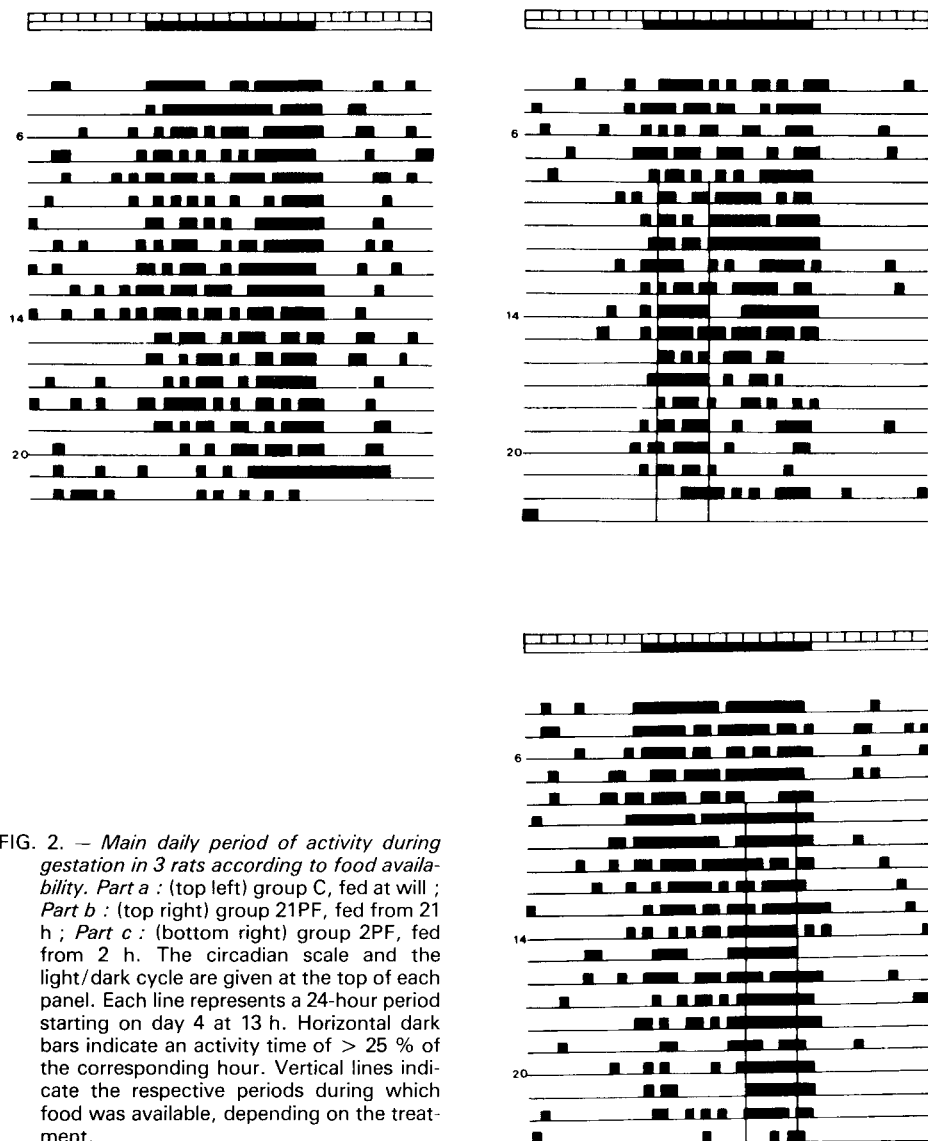 6
14
20
6
14
20
6
14
20
FIG. 2. — Main daily period of activity during
gestation in 3 rats according to food availa-
bility. Part a : (top left) group C, fed at will ;
Part b : (top right) group 21PF, fed from 21
h ; Part c : (bottom right) group 2PF, fed
from 2 h. The circadian scale and the
light/dark cycle are given at the top of each
panel. Each line represents a 24-hour period
starting on day 4 at 13 h. Horizontal dark
bars indicate an activity time of > 25 % of
the corresponding hour. Vertical lines indi-
cate the respective periods during which
food was available, depending on the treat-
ment.